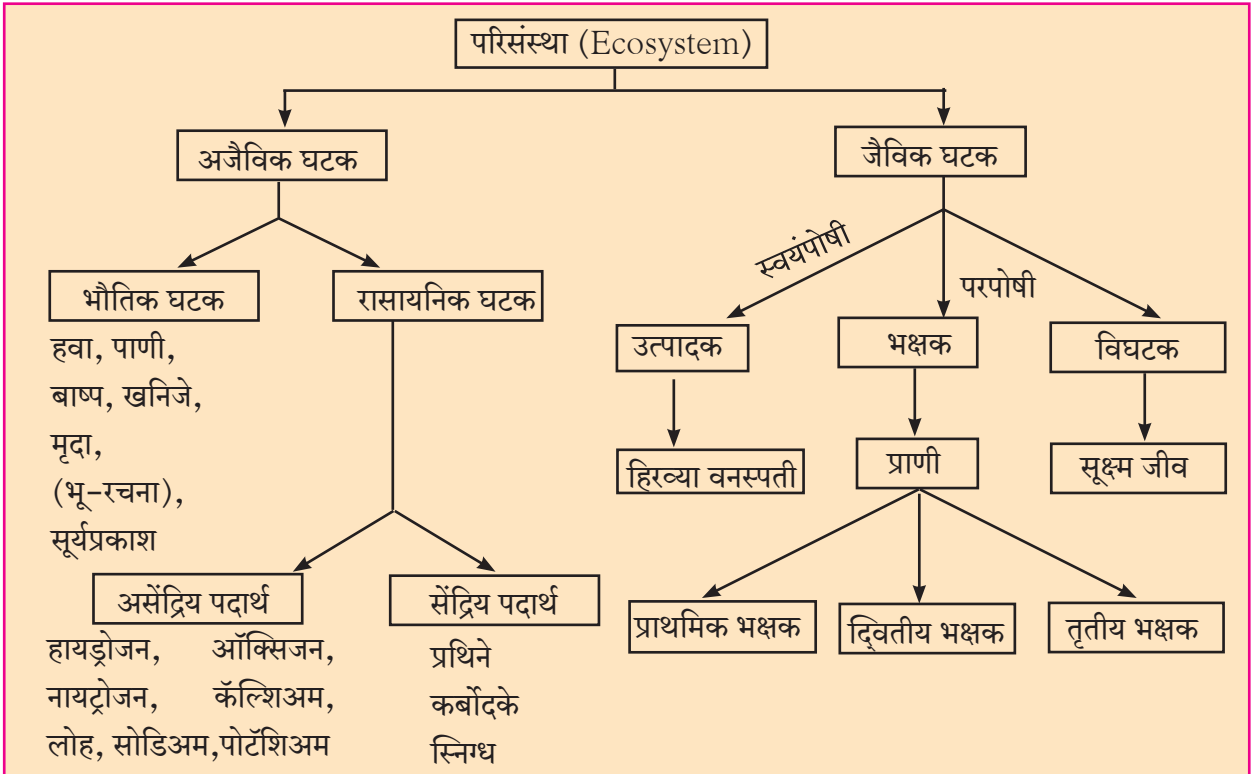 परिसंस्था (Ecosystem)
अजैविक घटक
जैविक घटक
स्वयंपोषी
परपोषी
भौतिक घटक
रासायनिक घटक
उत्पादक
भक्षक
विघटक
हवा, पाणी,
बाष्प, खनिजे,
मृदा,
(भू-रचना),
सूर्यप्रकाश
हिरव्या वनस्पती
प्राणी
सूक्ष्म जीव
असेंद्रिय पदार्थ
सेंद्रिय पदार्थ
प्राथमिक भक्षक
द्वितीय भक्षक
तृतीय भक्षक
हायड्रोजन, ऑक्सिजन,
नायट्रोजन, कॅल्शिअम,
लोह, सोडिअम,पोटॅशिअम
प्रथिने
कर्बोदके
स्निग्ध